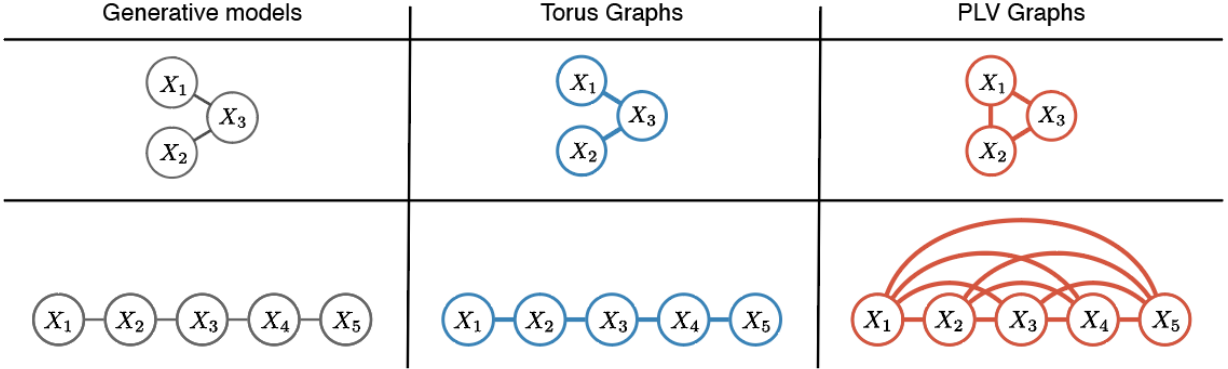 Generative models Torus Graphs PLV Graphs
X₁ X₁ X₁
X₃ X₃ X₃
X₂ X₂ X₂
X₁ X₂ X₃ X₄ X₅ X₁ X₂ X₃ X₄ X₅ X₁ X₂ X₃ X₄ X₅